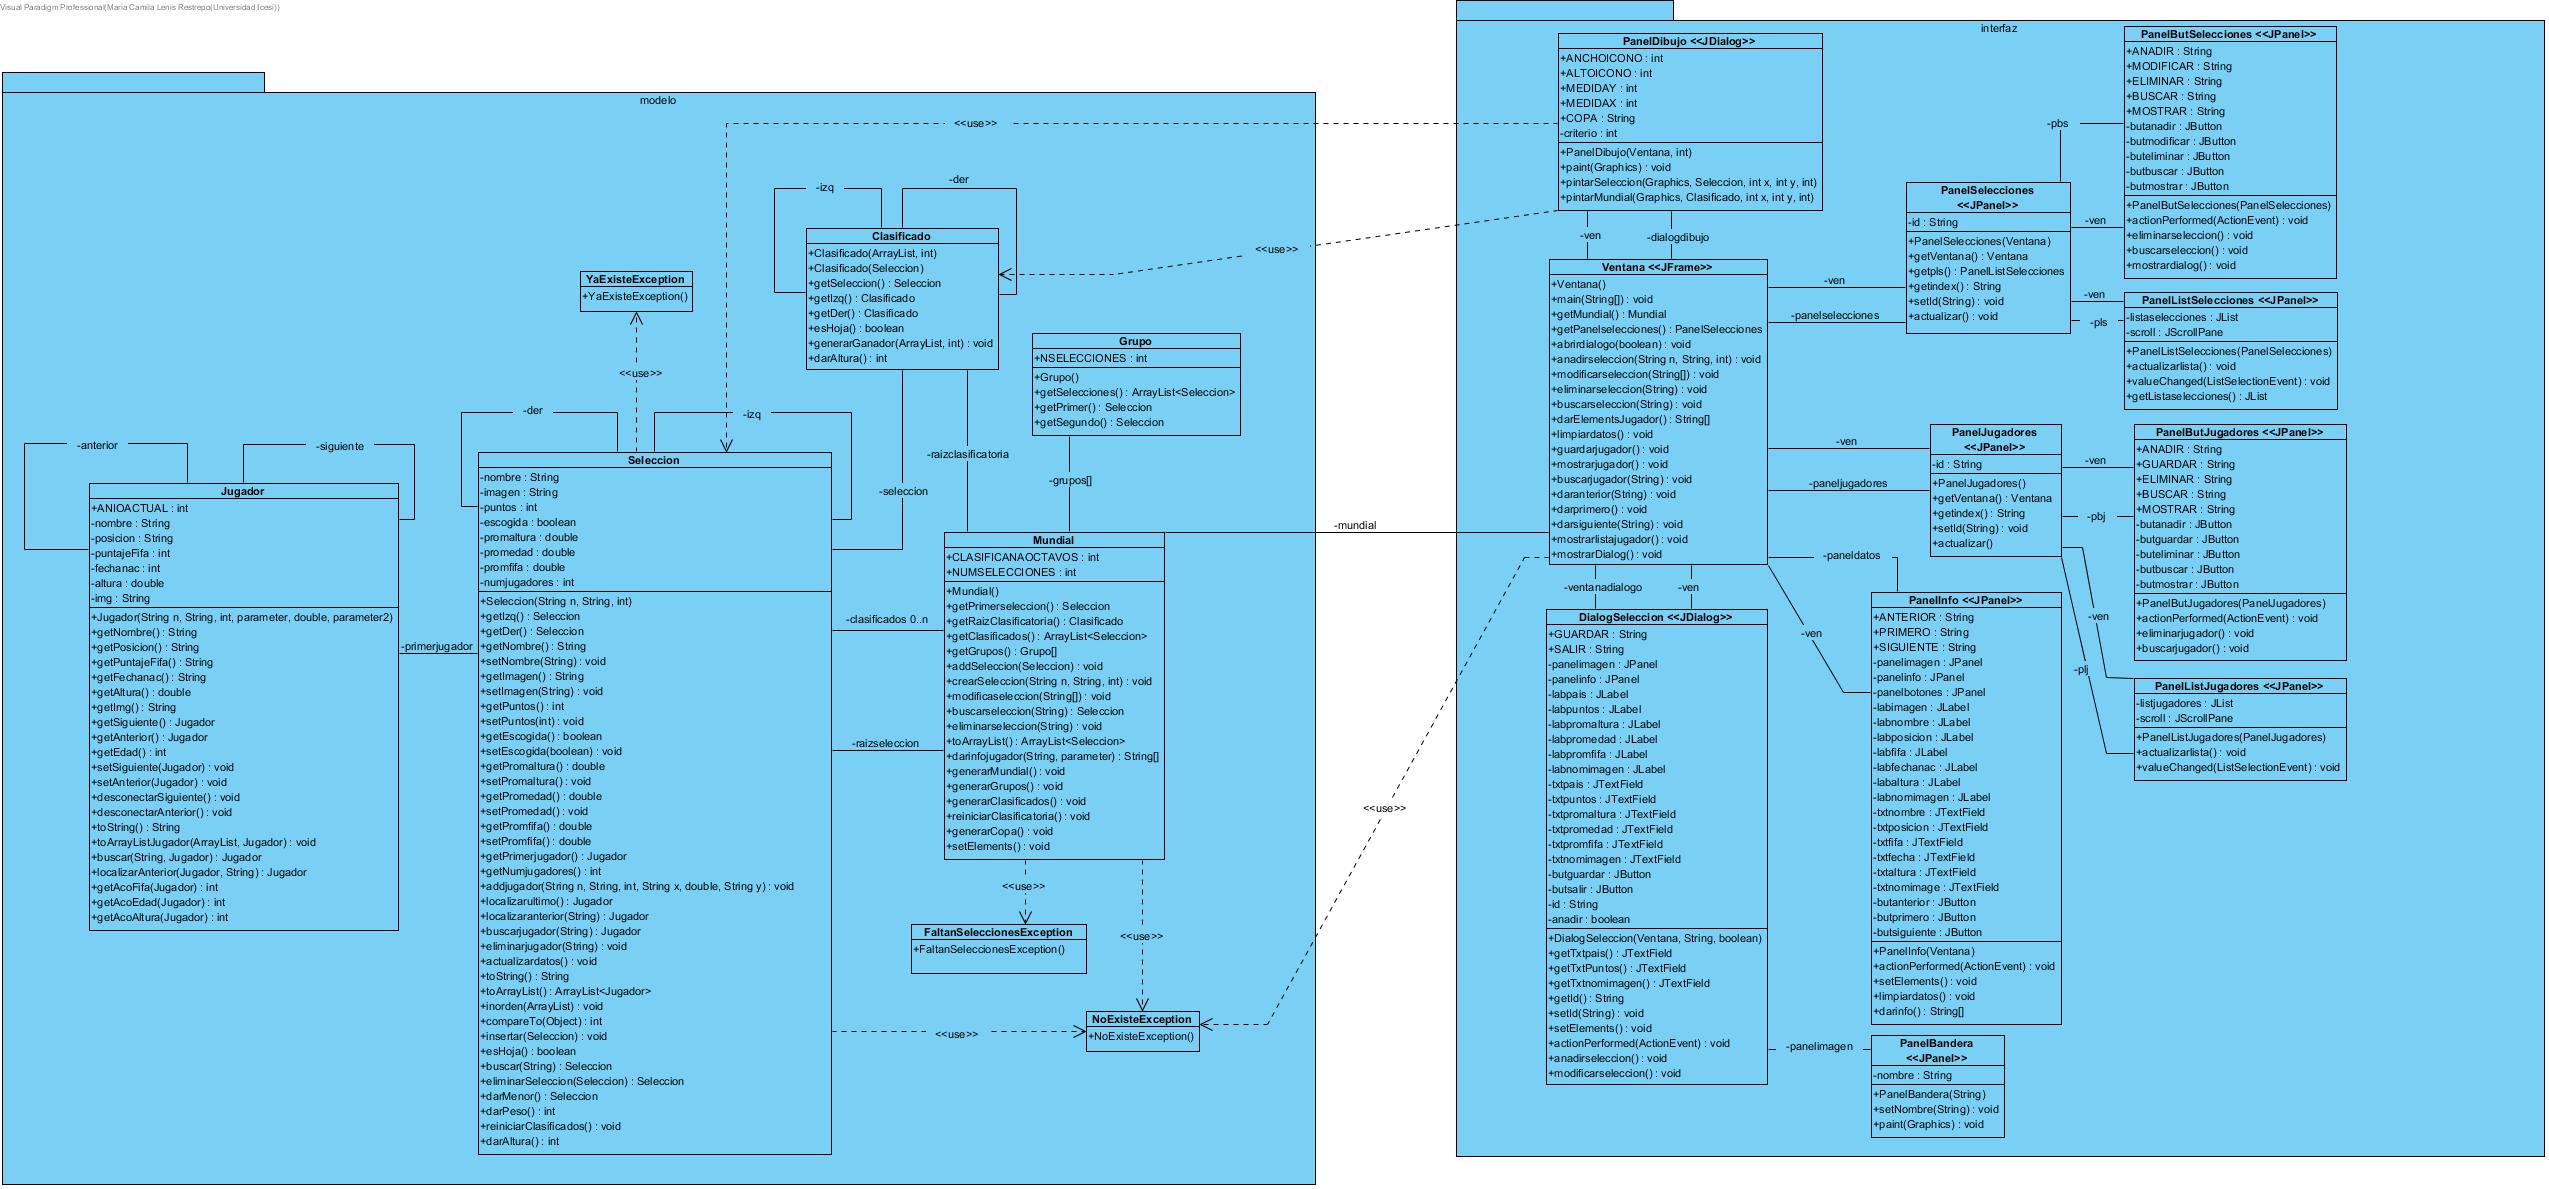 Visual Paradigm Professional(Maria Camila Lenis Restrepo(Universidad Icesi))
modelo
<<use>>
-izq
-der
Clasificado
+Clasificado(ArrayList, int)
+Clasificado(Seleccion)
+getSeleccion() : Seleccion
+getIzq() : Clasificado
+getDer() : Clasificado
+esHoja() : boolean
+generarGanador(ArrayList, int) : void
+darAltura() : int
<<use>>
YaExisteException
+YaExisteException()
<<use>>
Grupo
+NSELECCIONES : int
+Grupo()
+getSelecciones() : ArrayList<Seleccion>
+getPrimer() : Seleccion
+getSegundo() : Seleccion
-der
-izq
-anterior
-siguiente
-raizclasificatoria
-seleccion
-grupos[]
Jugador
+ANIOACTUAL : int
-nombre : String
-posicion : String
-puntajeFifa : int
-fechanac : int
-altura : double
-img : String
+Jugador(String n, String, int, parameter, double, parameter2)
+getNombre() : String
+getPosicion() : String
+getPuntajeFifa() : String
+getFechanac() : String
+getAltura() : double
+getImg() : String
+getSiguiente() : Jugador
+getAnterior() : Jugador
+getEdad() : int
+setSiguiente(Jugador) : void
+setAnterior(Jugador) : void
+desconectarSiguiente() : void
+desconectarAnterior() : void
+toString() : String
+toArrayListJugador(ArrayList, Jugador) : void
+buscar(String, Jugador) : Jugador
+localizarAnterior(Jugador, String) : Jugador
+getAcoFifa(Jugador) : int
+getAcoEdad(Jugador) : int
+getAcoAltura(Jugador) : int
-primerjugador
Seleccion
-nombre : String
-imagen : String
-puntos : int
-escogida : boolean
-promaltura : double
-promedad : double
-promfifa : double
-numjugadores : int
+Seleccion(String n, String, int)
+getIzq() : Seleccion
+getDer() : Seleccion
+getNombre() : String
+setNombre(String) : void
+getImagen() : String
+setImagen(String) : void
+getPuntos() : int
+setPuntos(int) : void
+getEscogida() : boolean
+setEscogida(boolean) : void
+getPromaltura() : double
+setPromaltura() : void
+getPromedad() : double
+setPromedad() : void
+getPromfifa() : double
+setPromfifa() : double
+getPrimerjugador() : Jugador
+getNumjugadores() : int
+addjugador(String n, String, int, String x, double, String y) : void
+localizarultimo() : Jugador
+localizaranterior(String) : Jugador
+buscarjugador(String) : Jugador
+eliminarjugador(String) : void
+actualizardatos() : void
+toString() : String
+toArrayList() : ArrayList<Jugador>
+inorden(ArrayList) : void
+compareTo(Object) : int
+insertar(Seleccion) : void
+esHoja() : boolean
+buscar(String) : Seleccion
+eliminarSeleccion(Seleccion) : Seleccion
+darMenor() : Seleccion
+darPeso() : int
+reiniciarClasificados() : void
+darAltura() : int
-clasificados 0..n
-raizseleccion
Mundial
+CLASIFICANAOCTAVOS : int
+NUMSELECCIONES : int
+Mundial()
+getPrimerseleccion() : Seleccion
+getRaizClasificatoria() : Clasificado
+getClasificados() : ArrayList<Seleccion>
+getGrupos() : Grupo[]
+addSeleccion(Seleccion) : void
+crearSeleccion(String n, String, int) : void
+modificaseleccion(String[]) : void
+buscarseleccion(String) : Seleccion
+eliminarseleccion(String) : void
+toArrayList() : ArrayList<Seleccion>
+darinfojugador(String, parameter) : String[]
+generarMundial() : void
+generarGrupos() : void
+generarClasificados() : void
+reiniciarClasificatoria() : void
+generarCopa() : void
+setElements() : void
<<use>>
<<use>>
FaltanSeleccionesException
+FaltanSeleccionesException()
<<use>>
NoExisteException
+NoExisteException()
-mundial
<<use>>
interfaz
PanelDibujo <<JDialog>>
+ANCHOICONO : int
+ALTOICONO : int
+MEDIDAY : int
+MEDIDAX : int
+COPA : String
-criterio : int
+PanelDibujo(Ventana, int)
+paint(Graphics) : void
+pintarSeleccion(Graphics, Seleccion, int x, int y, int)
+pintarMundial(Graphics, Clasificado, int x, int y, int)
-ven
-dialogdibujo
Ventana <<JFrame>>
+Ventana()
+main(String[]) : void
+getMundial() : Mundial
+getPanelselecciones() : PanelSelecciones
+abrirdialogo(boolean) : void
+anadirseleccion(String n, String, int) : void
+modificarseleccion(String[]) : void
+eliminarseleccion(String) : void
+buscarseleccion(String) : void
+darElementsJugador() : String[]
+limpiardatos() : void
+guardarjugador() : void
+mostrarjugador() : void
+buscarjugador(String) : void
+daranterior(String) : void
+darprimero() : void
+darsiguiente(String) : void
+mostrarlistajugador() : void
+mostrarDialog() : void
-ventanadialogo
-ven
DialogSeleccion <<JDialog>>
+GUARDAR : String
+SALIR : String
-panelimagen : JPanel
-panelinfo : JPanel
-labpais : JLabel
-labpuntos : JLabel
-labpromaltura : JLabel
-labpromedad : JLabel
-labpromfifa : JLabel
-labnomimagen : JLabel
-txtpais : JTextField
-txtpuntos : JTextField
-txtpromaltura : JTextField
-txtpromedad : JTextField
-txtpromfifa : JTextField
-txtnomimagen : JTextField
-butguardar : JButton
-butsalir : JButton
-id : String
-anadir : boolean
+DialogSeleccion(Ventana, String, boolean)
+getTxtpais() : JTextField
+getTxtPuntos() : JTextField
+getTxtnomimagen() : JTextField
+getId() : String
+setId(String) : void
+setElements() : void
+actionPerformed(ActionEvent) : void
+anadirseleccion() : void
+modificarseleccion() : void
-ven
-panelselecciones
-ven
-paneljugadores
-paneldatos
-ven
-panelimagen
PanelSelecciones
<<JPanel>>
-id : String
+PanelSelecciones(Ventana)
+getVentana() : Ventana
+getpls() : PanelListSelecciones
+getindex() : String
+setId(String) : void
+actualizar() : void
-pbs
-ven
-ven
-pls
PanelButSelecciones <<JPanel>>
+ANADIR : String
+MODIFICAR : String
+ELIMINAR : String
+BUSCAR : String
+MOSTRAR : String
-butanadir : JButton
-butmodificar : JButton
-buteliminar : JButton
-butbuscar : JButton
-butmostrar : JButton
+PanelButSelecciones(PanelSelecciones)
+actionPerformed(ActionEvent) : void
+eliminarseleccion() : void
+buscarseleccion() : void
+mostrardialog() : void
PanelListSelecciones <<JPanel>>
-listaselecciones : JList
-scroll : JScrollPane
+PanelListSelecciones(PanelSelecciones)
+actualizarlista() : void
+valueChanged(ListSelectionEvent) : void
+getListaselecciones() : JList
PanelJugadores
<<JPanel>>
-id : String
+PanelJugadores()
+getVentana() : Ventana
+getindex() : String
+setId(String) : void
+actualizar()
-ven
-pbj
-ven
-plj
PanelButJugadores <<JPanel>>
+ANADIR : String
+GUARDAR : String
+ELIMINAR : String
+BUSCAR : String
+MOSTRAR : String
-butanadir : JButton
-butguardar : JButton
-buteliminar : JButton
-butbuscar : JButton
-butmostrar : JButton
+PanelButJugadores(PanelJugadores)
+actionPerformed(ActionEvent) : void
+eliminarjugador() : void
+buscarjugador() : void
PanelListJugadores <<JPanel>>
-listjugadores : JList
-scroll : JScrollPane
+PanelListJugadores(PanelJugadores)
+actualizarlista() : void
+valueChanged(ListSelectionEvent) : void
PanelInfo <<JPanel>>
+ANTERIOR : String
+PRIMERO : String
+SIGUIENTE : String
-panelimagen : JPanel
-panelinfo : JPanel
-panelbotones : JPanel
-labimagen : JLabel
-labnombre : JLabel
-labposicion : JLabel
-labfifa : JLabel
-labfechanac : JLabel
-labaltura : JLabel
-labnomimagen : JLabel
-txtnombre : JTextField
-txtposicion : JTextField
-txtfifa : JTextField
-txtfecha : JTextField
-txtaltura : JTextField
-txtnomimage : JTextField
-butanterior : JButton
-butprimero : JButton
-butsiguiente : JButton
+PanelInfo(Ventana)
+actionPerformed(ActionEvent) : void
+setElements() : void
+limpiardatos() : void
+darinfo() : String[]
PanelBandera
<<JPanel>>
-nombre : String
+PanelBandera(String)
+setNombre(String) : void
+paint(Graphics) : void